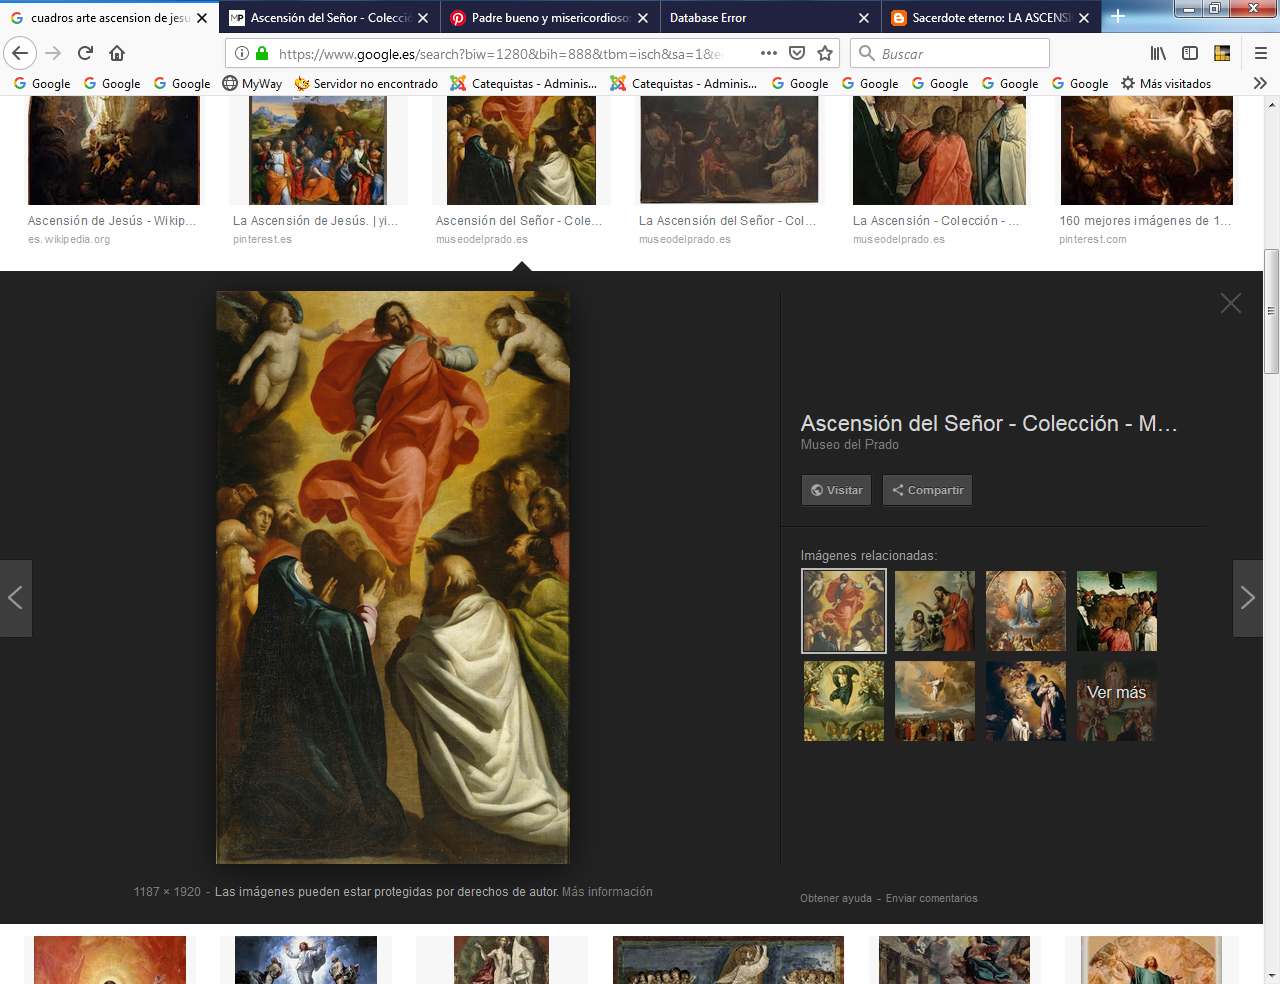 cuadros arte ascension de jesu
Ascensión del Señor - Colecció
Padre bueno y misericordioso:
Database Error
Sacerdote eterno: LA ASCENSI
https://www.google.es/search?biw=1280&bih=888&tbm=isch&sa=1&e
Buscar
Google
Google
Google
MyWay
Servidor no encontrado
Catequistas - Adminis...
Catequistas - Adminis...
Google
Google
Google
Google
Google
Más visitados
Ascensión de Jesús - Wikip...
La Ascensión de Jesús. | yi...
Ascensión del Señor - Cole...
La Ascensión del Señor - Col...
La Ascensión - Colección - ...
160 mejores imágenes de 1...
es.wikipedia.org
pinterest.es
museodelprado.es
museodelprado.es
museodelprado.es
pinterest.com
Ascensión del Señor - Colección - M...
Museo del Prado
Visitar
Compartir
Imágenes relacionadas:
Ver más
1187 × 1920 - Las imágenes pueden estar protegidas por derechos de autor. Más información
Obtener ayuda - Enviar comentarios